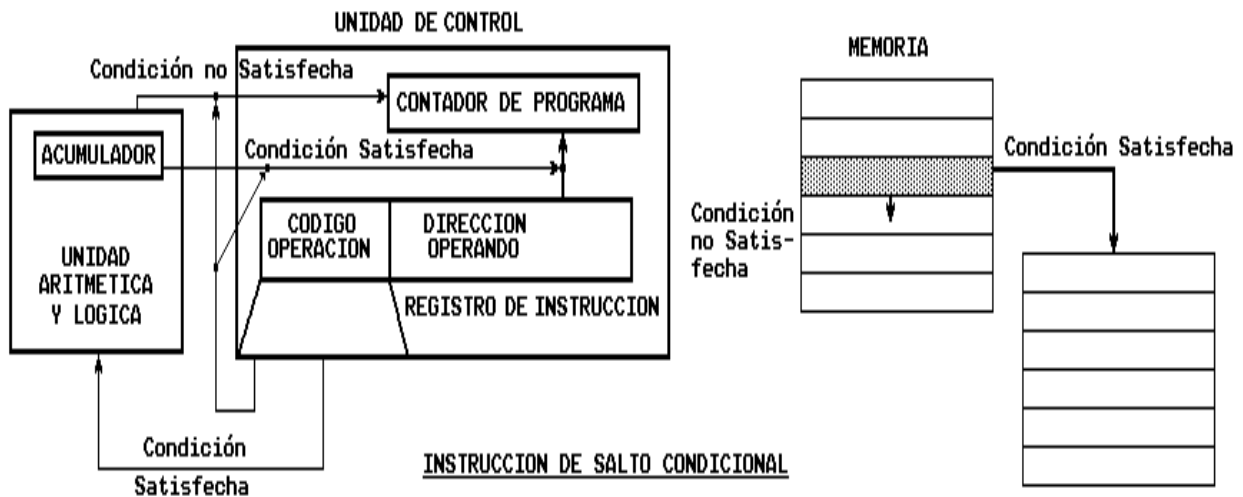 UNIDAD DE CONTROL
Condición no Satisfecha
CONTADOR DE PROGRAMA
ACUMULADOR
Condición Satisfecha
CODIGO
OPERACION
DIRECCION
OPERANDO
UNIDAD
ARITMETICA
Y LOGICA
REGISTRO DE INSTRUCCION
Condición
Satisfecha
INSTRUCCION DE SALTO CONDICIONAL
MEMORIA
Condición Satisfecha
Condición
no Satis-
fecha